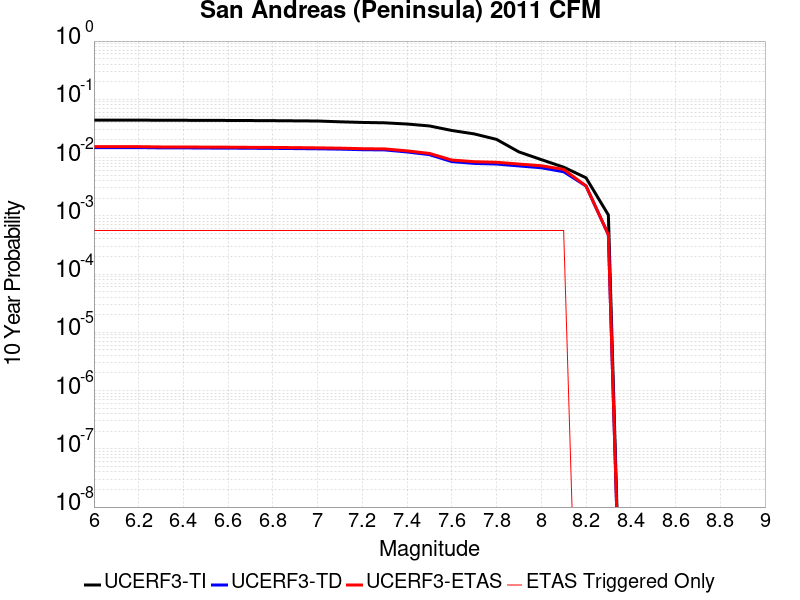 San Andreas (Peninsula) 2011 CFM
10^0
10^-1
10^-2
10^-3
10^-4
10^-5
10^-6
10^-7
10^-8
10 Year Probability
6 6.2 6.4 6.6 6.8 7 7.2 7.4 7.6 7.8 8 8.2 8.4 8.6 8.8 9
Magnitude
UCERF3-TI UCERF3-TD UCERF3-ETAS ETAS Triggered Only